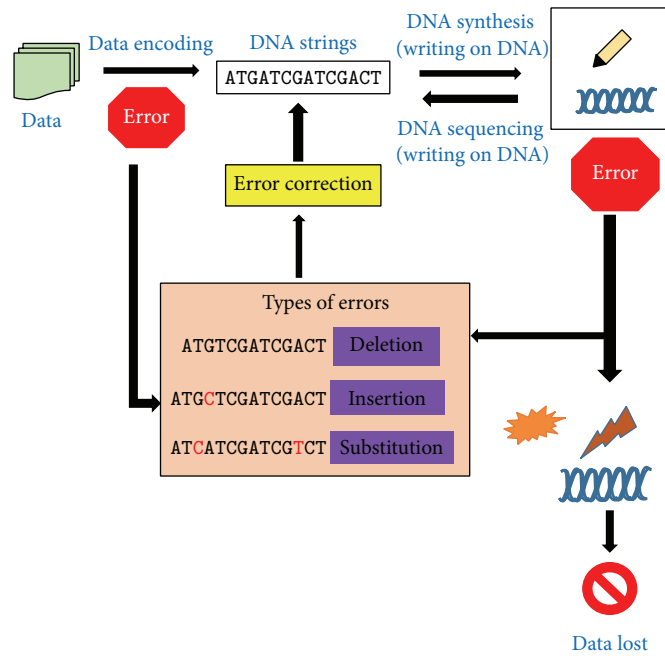 Data encoding
DNA strings
DNA synthesis
(writing on DNA)
ATGATCGATCGACT
Data
Error
DNA sequencing
(writing on DNA)
Error
Error correction
Types of errors
ATGTCGATCGACT Deletion
ATGCTCGATCGACT Insertion
ATCATCGATCGTCT Substitution
Data lost